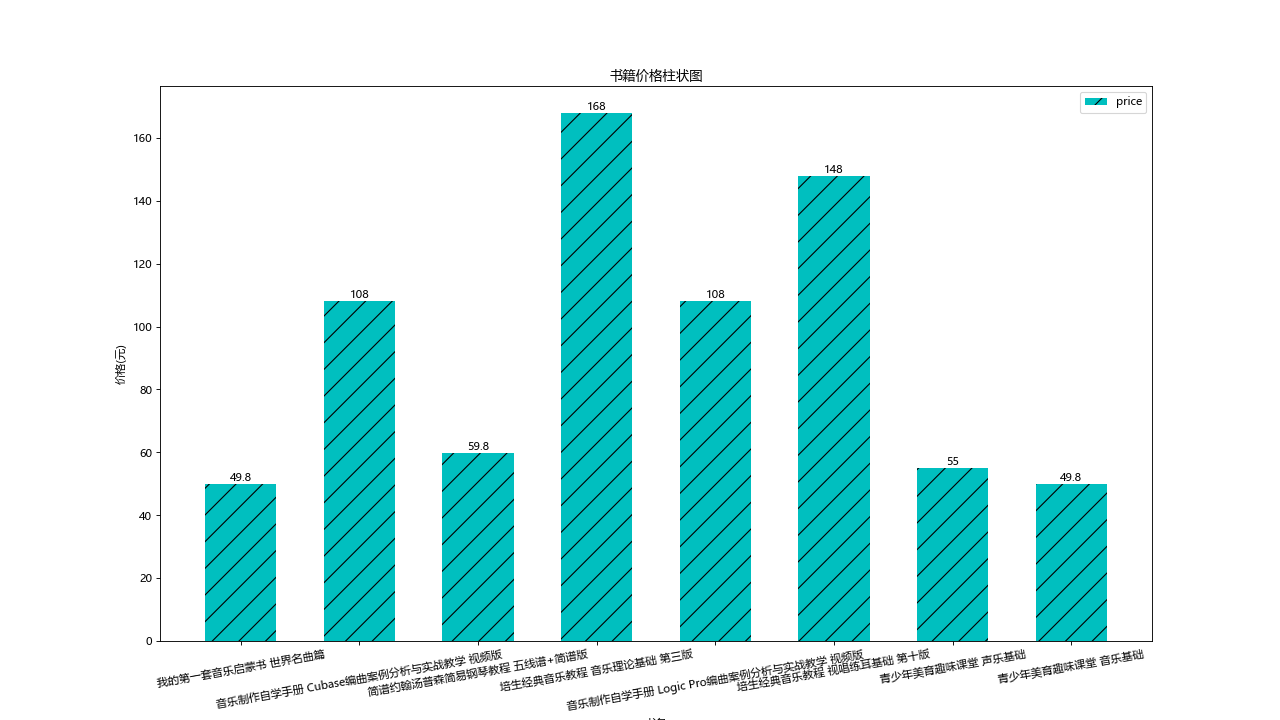 书籍价格柱状图
price
价格(元)
160
140
120
100
80
60
40
20
0
49.8
108
59.8
168
108
148
55
49.8
我的第一套音乐启蒙书 世界名曲篇
音乐制作自学手册 Cubase编曲案例分析与实战教学 视频版
简谱约翰汤普森简易钢琴教程 五线谱+简谱版
培生经典音乐教程 音乐理论基础 第三版
音乐制作自学手册 Logic Pro编曲案例分析与实战教学 视频版
培生经典音乐教程 视唱练耳基础 第十版
青少年美育趣味课堂 声乐基础
青少年美育趣味课堂 音乐基础